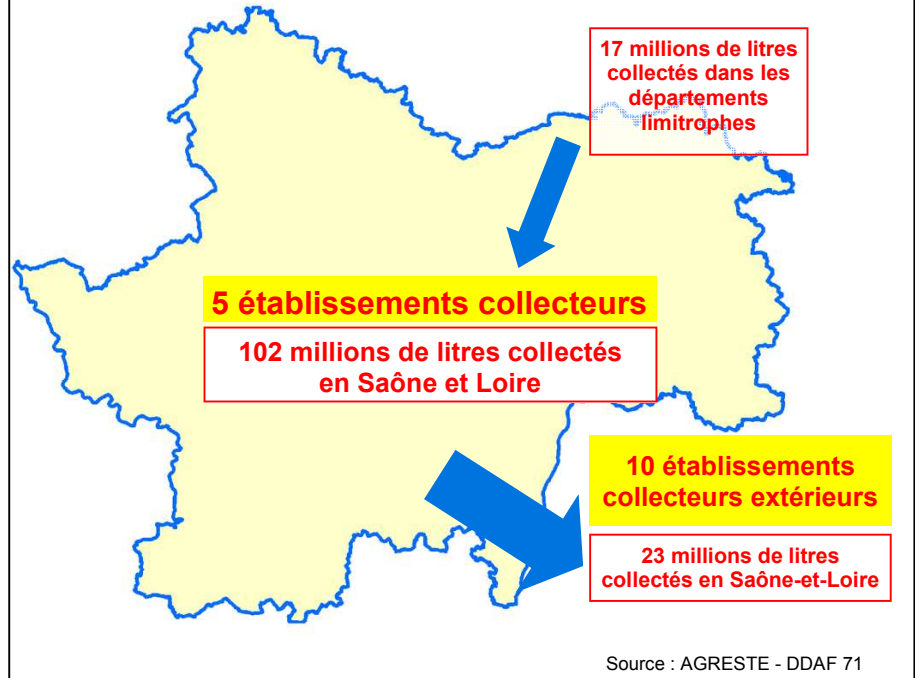 17 millions de litres
collectés dans les
départements
limitrophes
5 établissements collecteurs
102 millions de litres collectés
en Saône et Loire
10 établissements
collecteurs extérieurs
23 millions de litres
collectés en Saône-et-Loire
Source : AGRESTE - DDAF 71